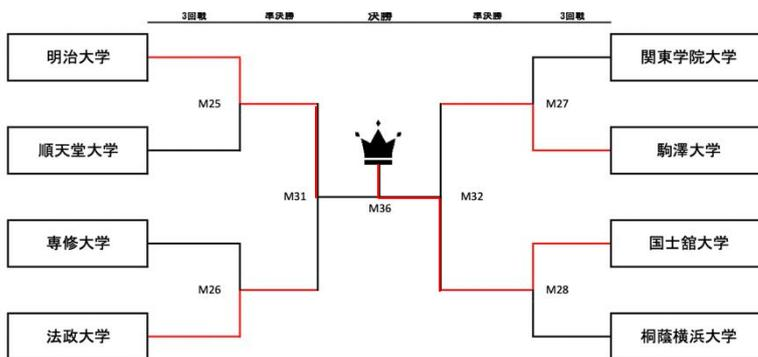 3回戦 準決勝 決勝 準決勝 3回戦
明治大学
関東学院大学
M25
M27
順天堂大学
駒澤大学
M31
M32
M36
専修大学
国士舘大学
M26
M28
法政大学
桐蔭横浜大学